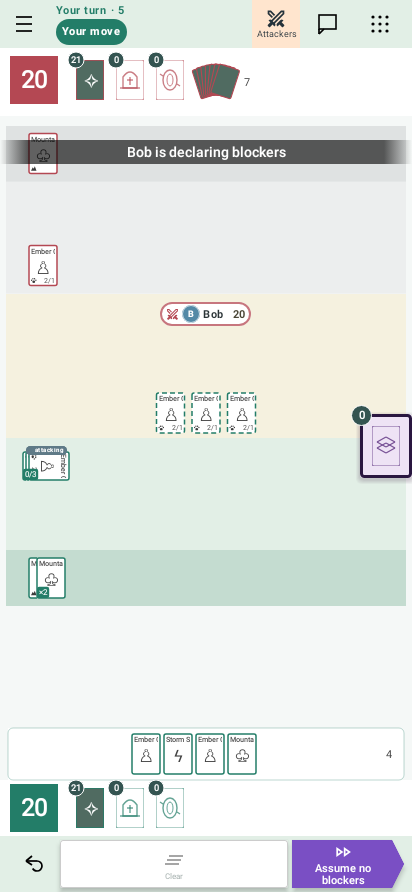 Your turn · 5
Your move
Attackers
20
21
0
0
7
Mounta
Bob is declaring blockers
Ember (
2/1
B Bob 20
Ember ( Ember ( Ember (
2/1 2/1 2/1
0
attacking
Ember (
0/3
M Mounta
×2
Ember ( Storm S Ember ( Mounta
4
20
21
0
0
Clear
Assume no
blockers